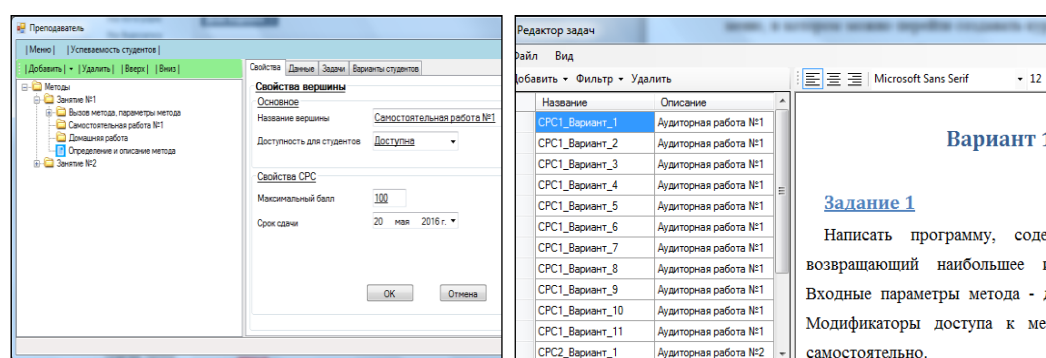 Преподаватель
|Меню| |Успеваемость студентов|
|Добавить| |Удалить| |Вверх| |Вниз|
Методы
Занятие №1
Вызов метода, параметры метода
Самостоятельная работа №1
Домашняя работа
Определение и описание метода
Занятие №2
Свойства Данные Задачи Варианты студентов
Свойства вершины
Основное
Название вершины Самостоятельная работа №1
Доступность для студентов Доступна
Свойства СРС
Максимальный балл 100
Срок сдачи 20 мая 2016 г.
OK Отмена
Редактор задач
Файл Вид
Добавить Фильтр Удалить
Название Описание
СРС1_Вариант_1 Аудиторная работа №1
СРС1_Вариант_2 Аудиторная работа №1
СРС1_Вариант_3 Аудиторная работа №1
СРС1_Вариант_4 Аудиторная работа №1
СРС1_Вариант_5 Аудиторная работа №1
СРС1_Вариант_6 Аудиторная работа №1
СРС1_Вариант_7 Аудиторная работа №1
СРС1_Вариант_8 Аудиторная работа №1
СРС1_Вариант_9 Аудиторная работа №1
СРС1_Вариант_10 Аудиторная работа №1
СРС1_Вариант_11 Аудиторная работа №1
СРС2_Вариант_1 Аудиторная работа №2
Microsoft Sans Serif 12
Вариант 1
Задание 1
Написать программу, соде
возвращающий наибольшее
Входные параметры метода -
Модификаторы доступа к ме
самостоятельно.